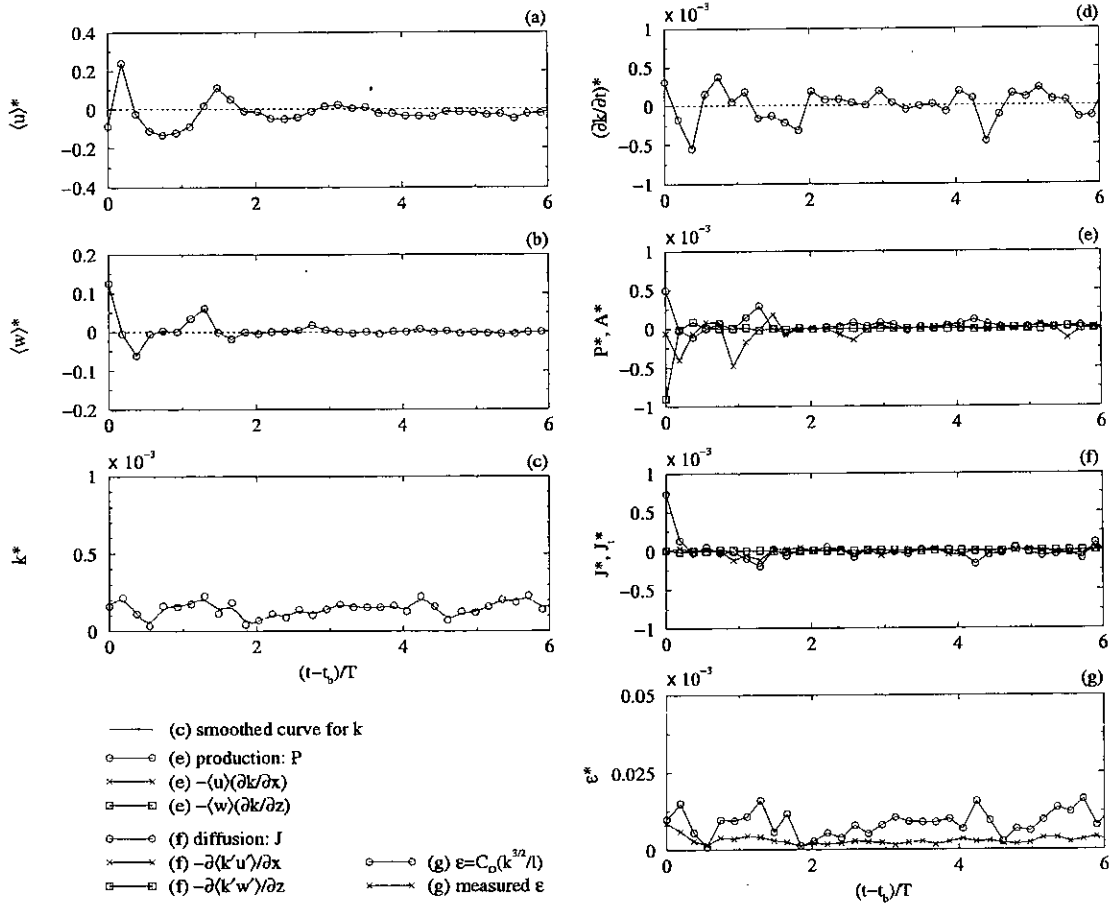 (a)
⟨u⟩*
0.4
0.2
0
−0.2
−0.4
0 2 4 6
(b)
⟨w⟩*
0.2
0.1
0
−0.1
−0.2
0 2 4 6
x 10⁻³
(c)
k*
1
0.5
0
0 2 4 6
(t−t_b)/T
(c) smoothed curve for k
(e) production: P
(e) −⟨u⟩(∂k/∂x)
(e) −⟨w⟩(∂k/∂z)
(f) diffusion: J
(f) −∂⟨k′u′⟩/∂x
(f) −∂⟨k′w′⟩/∂z
(g) ε=C_D(k^{3/2}/l)
(g) measured ε
x 10⁻³
(d)
(∂k/∂t)*
1
0.5
0
−0.5
−1
0 2 4 6
x 10⁻³
(e)
P*, A*
1
0.5
0
−0.5
−1
0 2 4 6
x 10⁻³
(f)
J*, J_t*
1
0.5
0
−0.5
−1
0 2 4 6
x 10⁻³
(g)
ε*
0.05
0.025
0
0 2 4 6
(t−t_b)/T